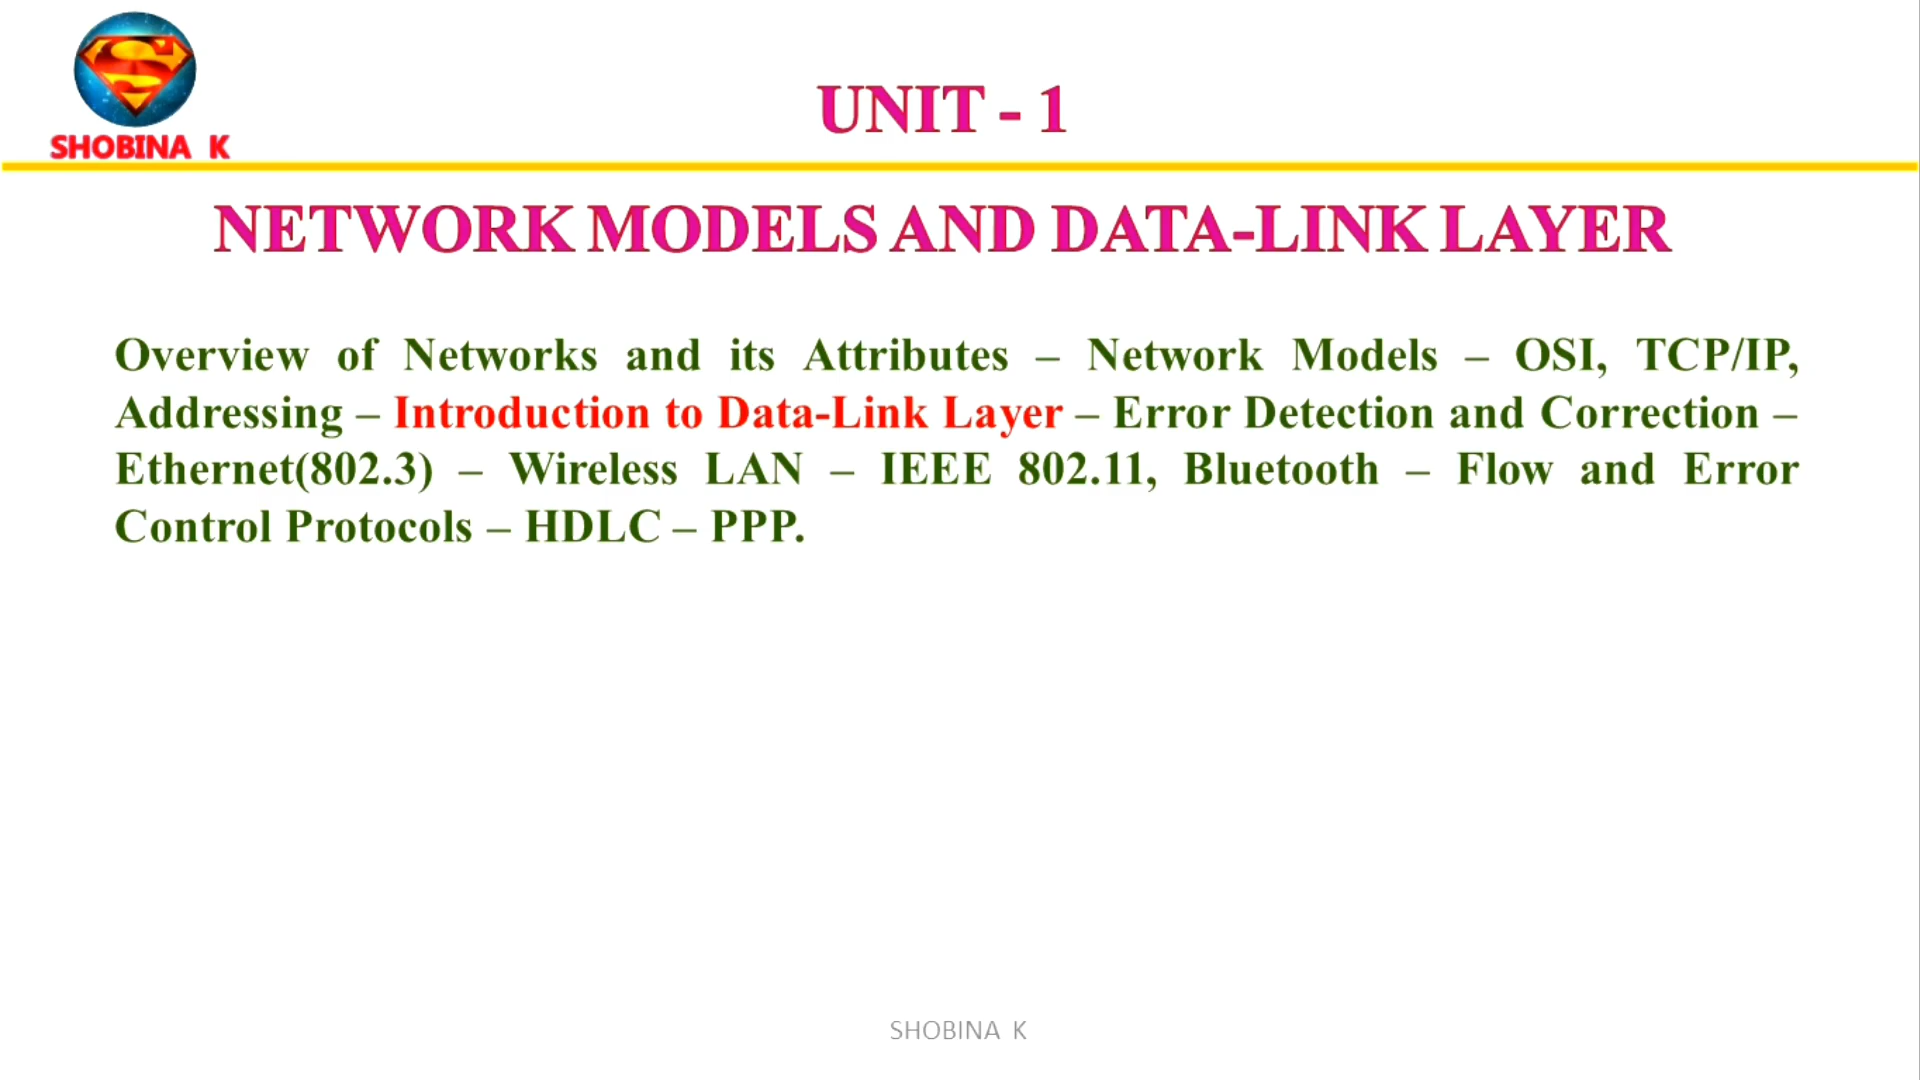 SHOBINA K
UNIT - 1
NETWORK MODELS AND DATA-LINK LAYER
Overview of Networks and its Attributes – Network Models – OSI, TCP/IP,
Addressing – Introduction to Data-Link Layer – Error Detection and Correction –
Ethernet(802.3) – Wireless LAN – IEEE 802.11, Bluetooth – Flow and Error
Control Protocols – HDLC – PPP.
SHOBINA K